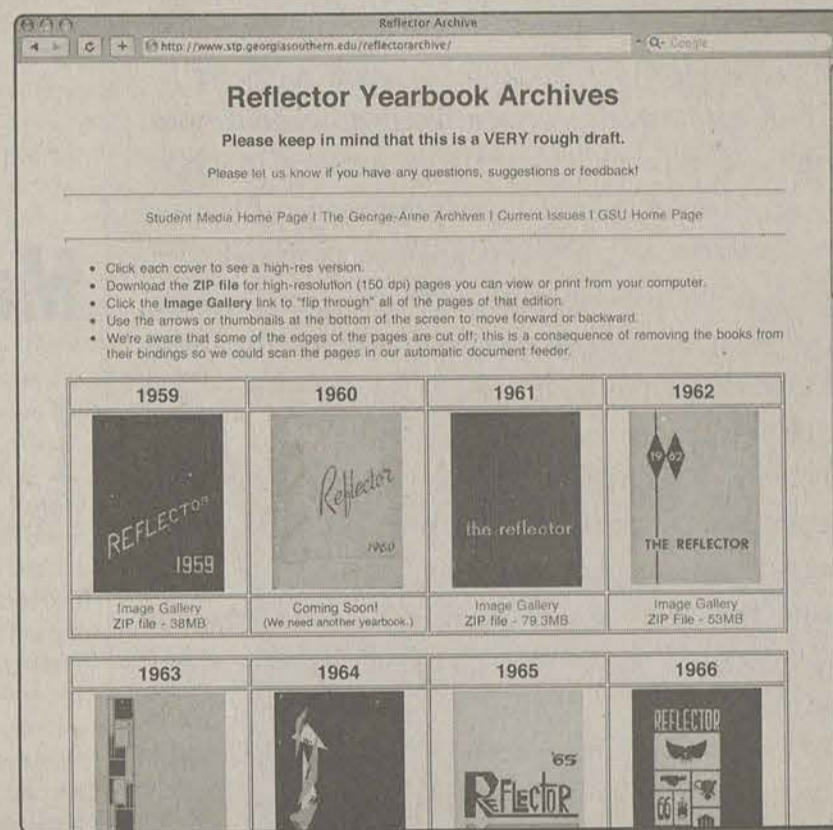 Reflector Archive
http://www.stp.georgiasouthern.edu/reflectorarchive/
Q- Google
Reflector Yearbook Archives
Please keep in mind that this is a VERY rough draft.
Please let us know if you have any questions, suggestions or feedback!
Student Media Home Page I The George-Anne Archives I Current Issues I GSU Home Page
• Click each cover to see a high-res version.
• Download the ZIP file for high-resolution (150 dpi) pages you can view or print from your computer.
• Click the Image Gallery link to "flip through" all of the pages of that edition.
• Use the arrows or thumbnails at the bottom of the screen to move forward or backward.
• We're aware that some of the edges of the pages are cut off; this is a consequence of removing the books from
their bindings so we could scan the pages in our automatic document feeder.
1959 1960 1961 1962
REFLECTOR
1959
Reflector
1960
the reflector
19 62
THE REFLECTOR
Image Gallery
ZIP file - 38MB
Coming Soon!
(We need another yearbook.)
Image Gallery
ZIP file - 79.3MB
Image Gallery
ZIP File - 53MB
1963 1964 1965 1966
'65
REFLECTOR
REFLECTOR
66